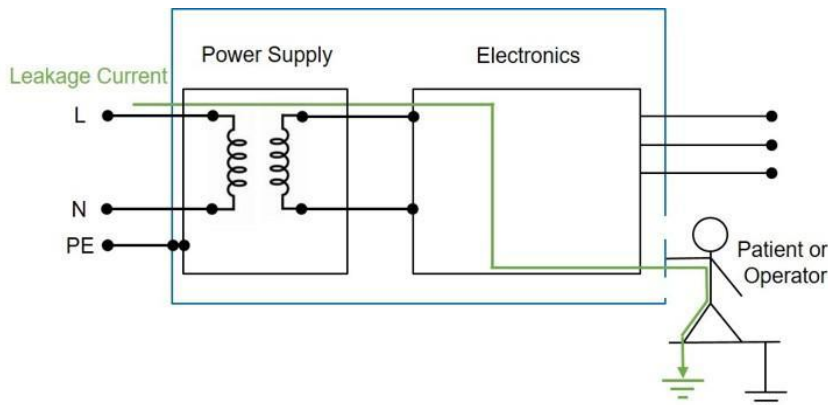 Power Supply
Electronics
Leakage Current
L
N
PE
Patient or
Operator